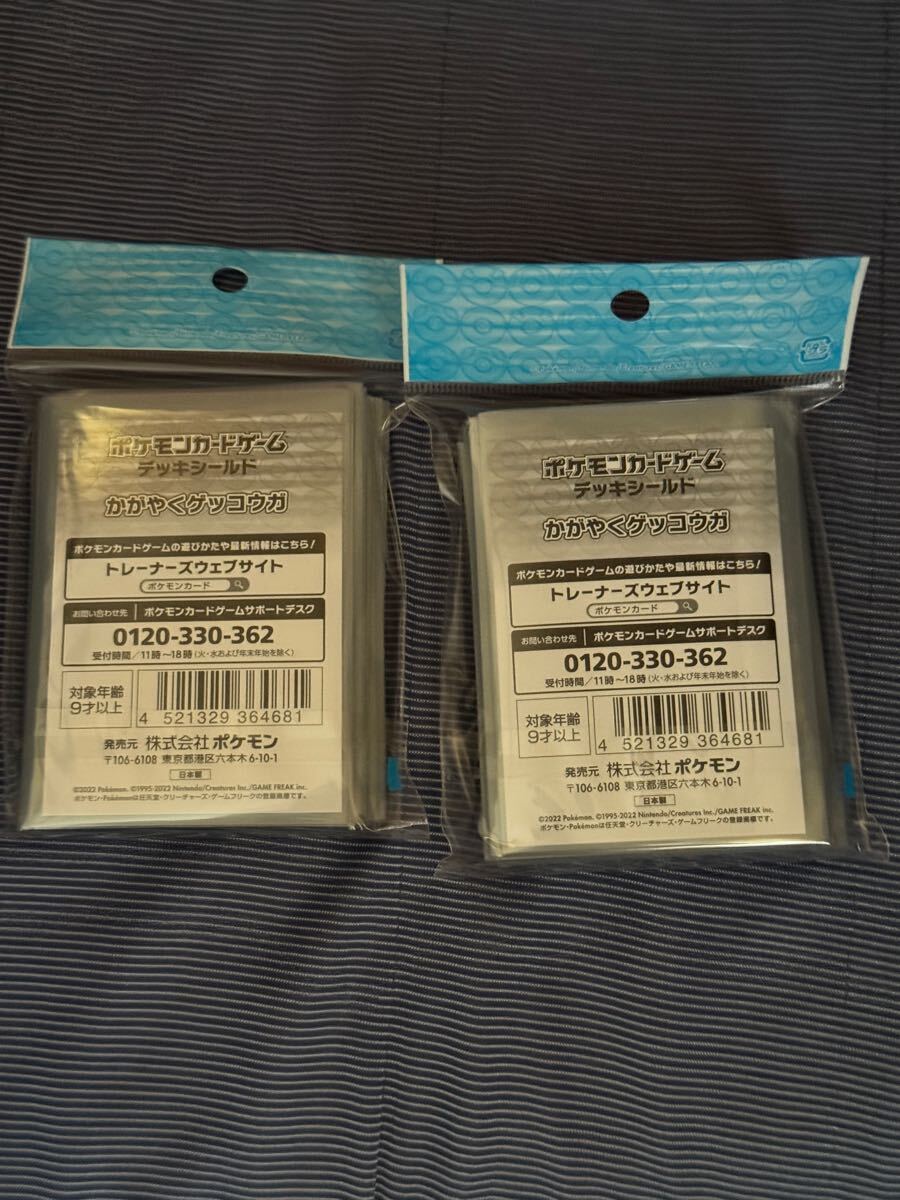 ポケモンカードゲーム
デッキシールド
かがやくゲッコウガ
ポケモンカードゲームの遊びかたや最新情報はこちら!
トレーナーズウェブサイト
ポケモンカード
お問い合わせ先 ポケモンカードゲームサポートデスク
0120-330-362
受付時間/11時~18時(火・水および年末年始を除く)
対象年齢
9才以上
4 521329 364681
発売元 株式会社 ポケモン
〒106-6108 東京都港区六本木6-10-1
日本製
©2022 Pokémon. ©1995-2022 Nintendo/Creatures Inc./GAME FREAK inc.
ポケモン・Pokémonは任天堂・クリーチャーズ・ゲームフリークの登録商標です。
プラ
ポケモンカードゲーム
デッキシールド
かがやくゲッコウガ
ポケモンカードゲームの遊びかたや最新情報はこちら!
トレーナーズウェブサイト
ポケモンカード
お問い合わせ先 ポケモンカードゲームサポートデスク
0120-330-362
受付時間/11時~18時(火・水および年末年始を除く)
対象年齢
9才以上
4 521329 364681
発売元 株式会社 ポケモン
〒106-6108 東京都港区六本木6-10-1
日本製
©2022 Pokémon. ©1995-2022 Nintendo/Creatures Inc./GAME FREAK inc.
ポケモン・Pokémonは任天堂・クリーチャーズ・ゲームフリークの登録商標です。